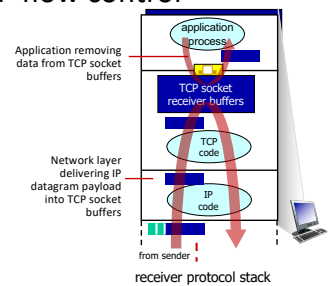 flow control
application
process
Application removing
data from TCP socket
buffers
TCP socket
receiver buffers
TCP
code
Network layer
delivering IP
datagram payload
into TCP socket
buffers
IP
code
from sender
receiver protocol stack